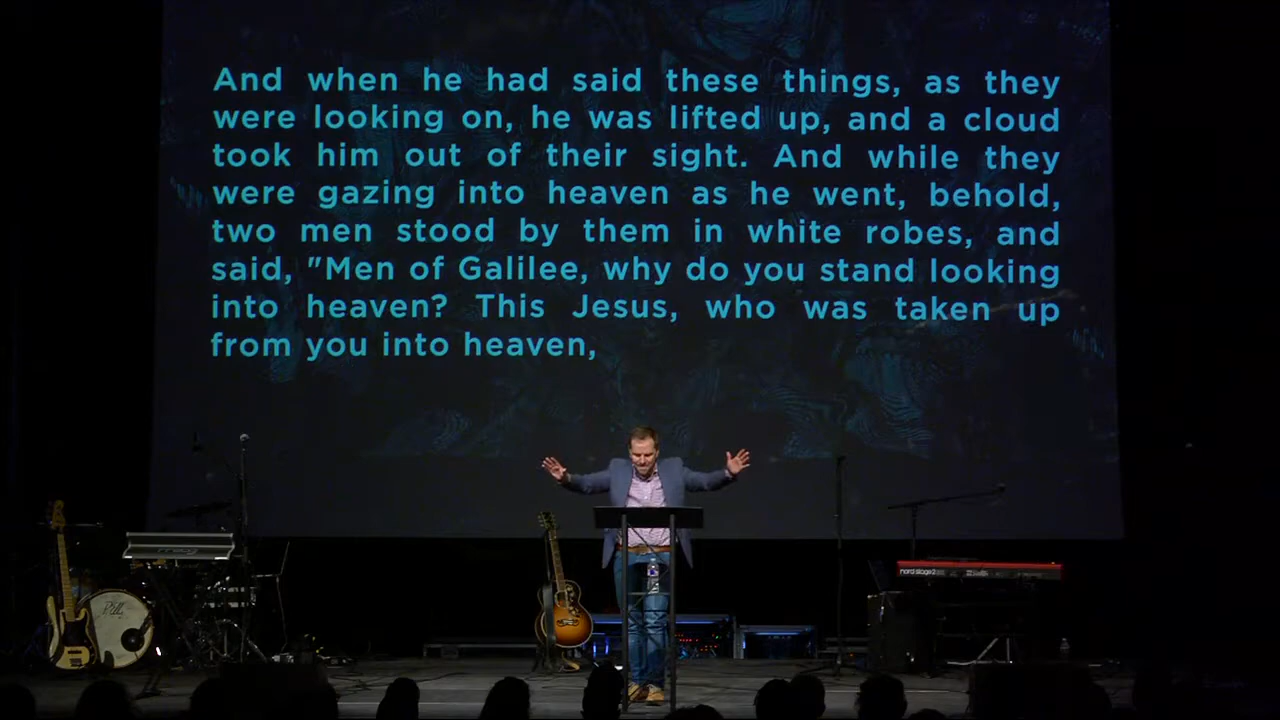 And when he had said these things, as they
were looking on, he was lifted up, and a cloud
took him out of their sight. And while they
were gazing into heaven as he went, behold,
two men stood by them in white robes, and
said, "Men of Galilee, why do you stand looking
into heaven? This Jesus, who was taken up
from you into heaven,
nord stage 2